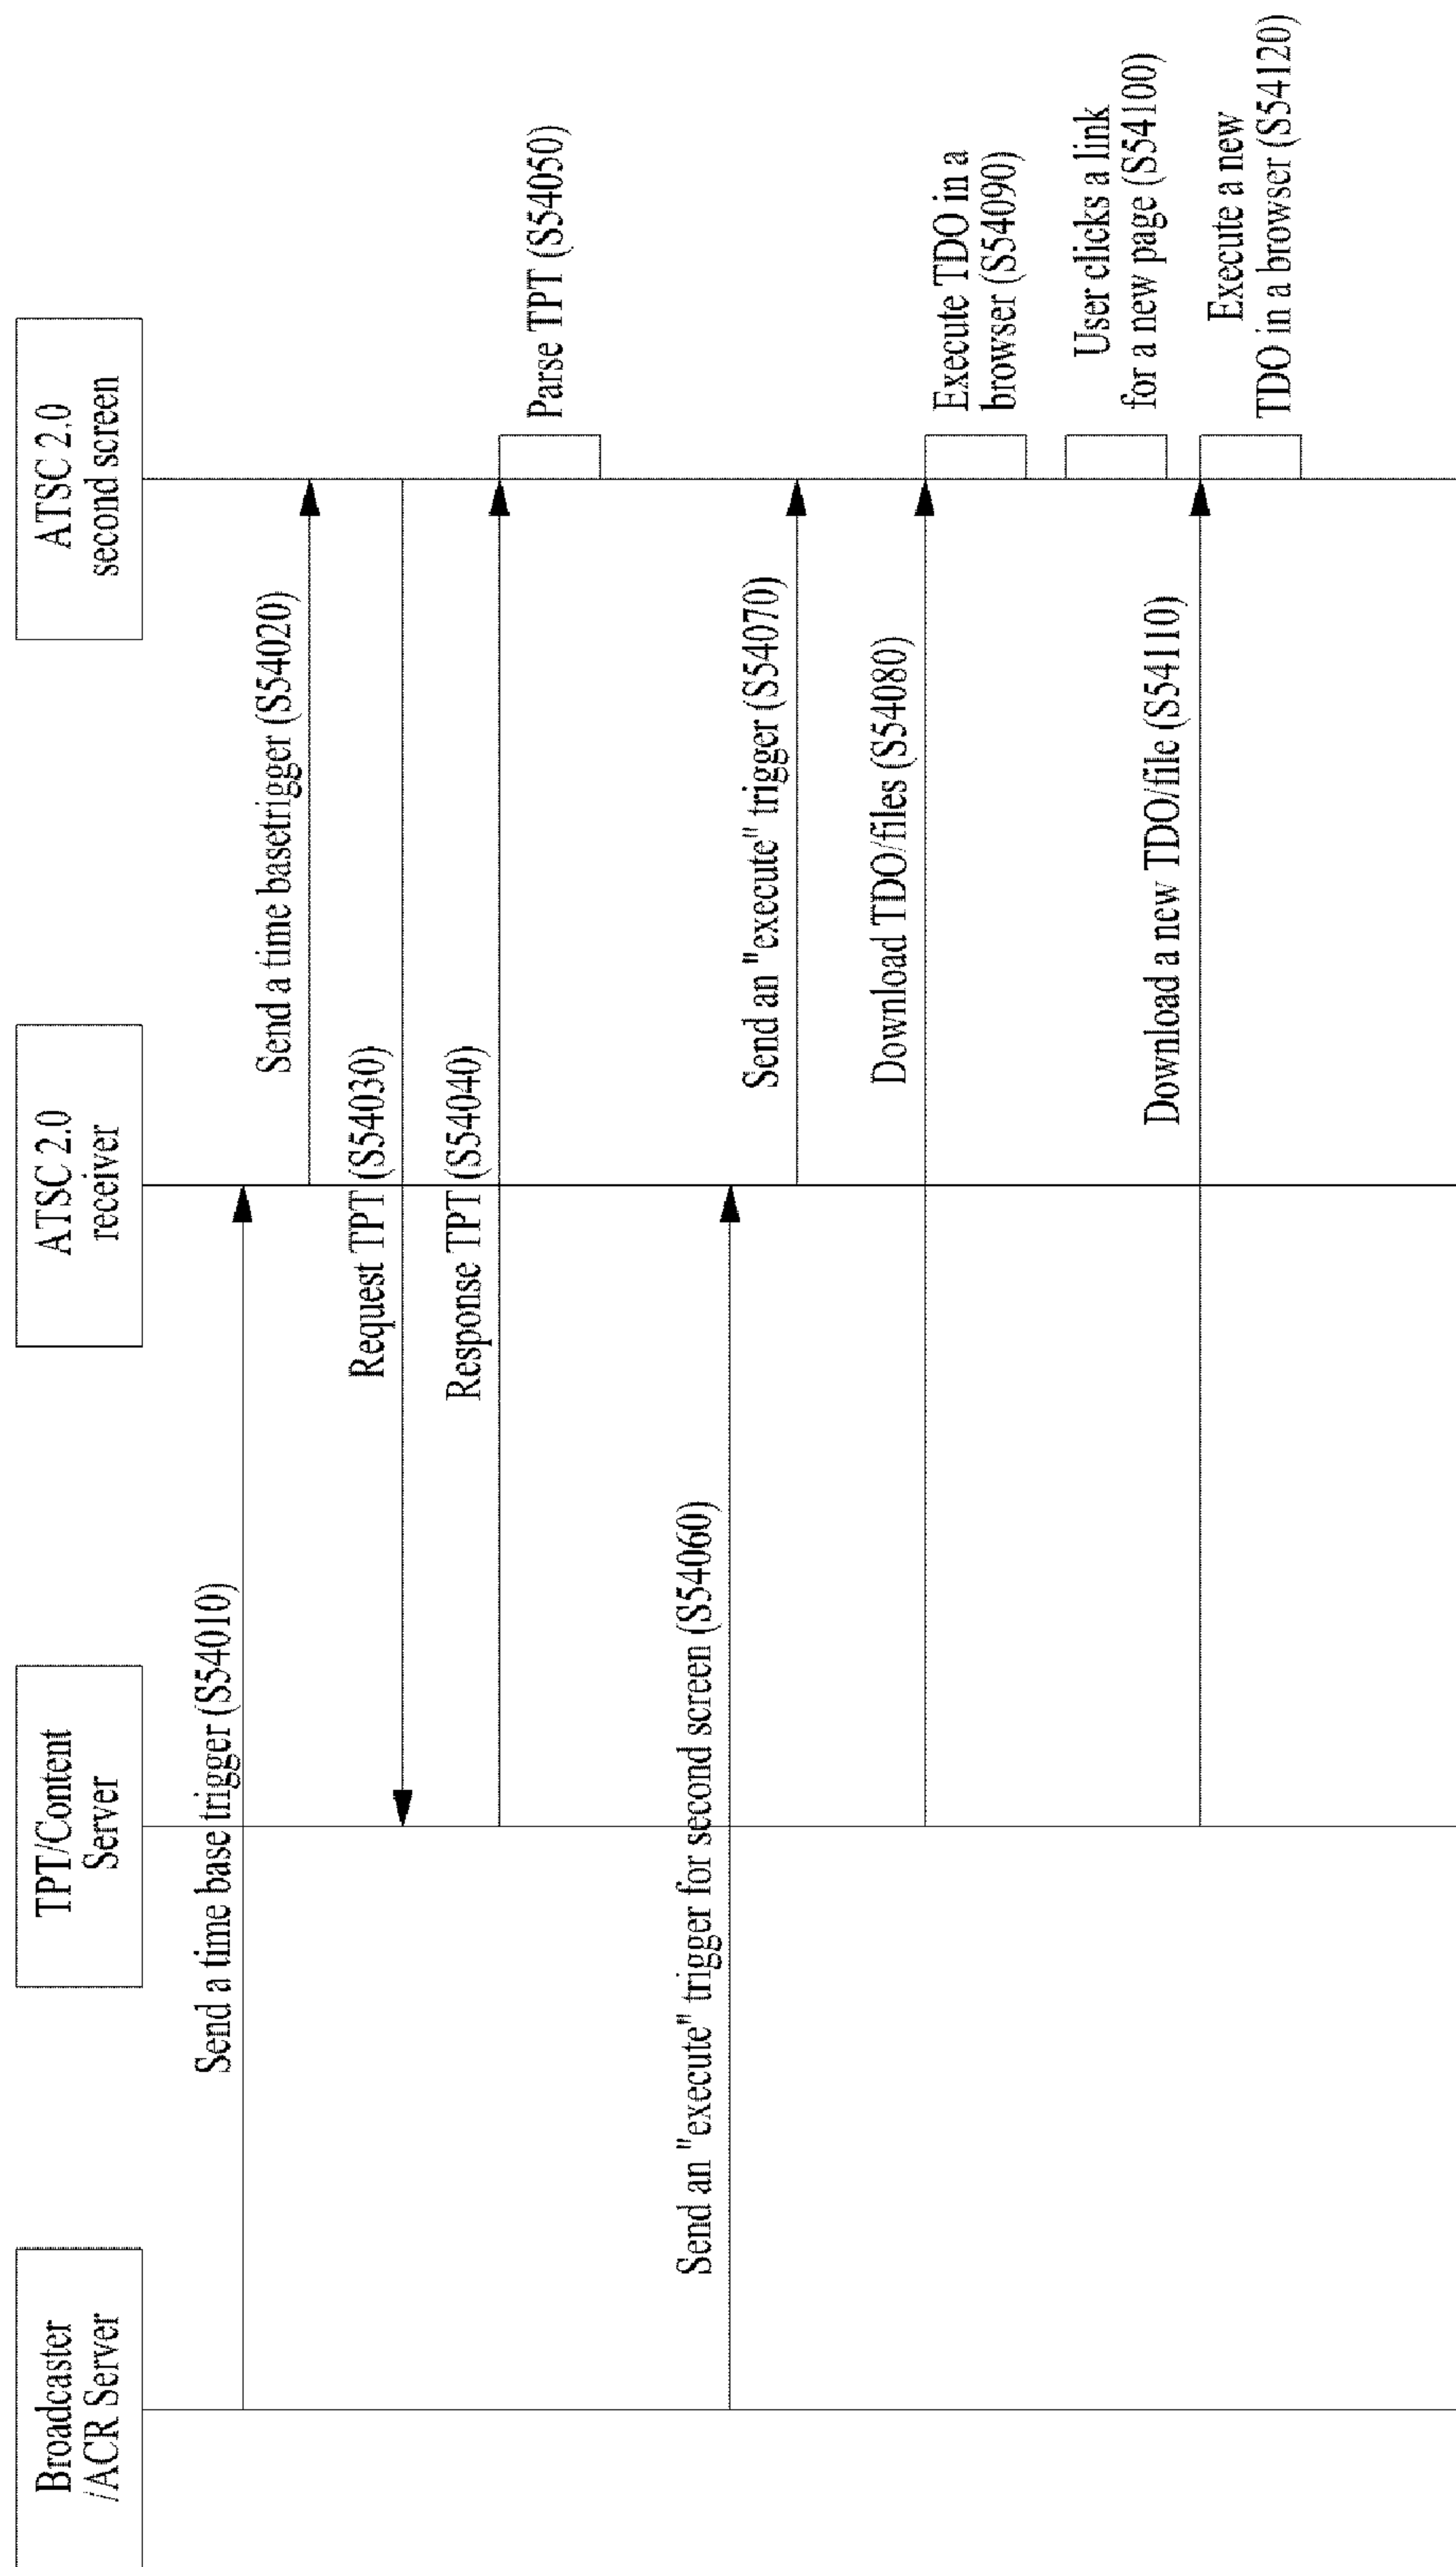 Broadcaster
/ACR Server
TPT/Content
Server
ATSC 2.0
receiver
ATSC 2.0
second screen
Send a time base trigger (S54010)
Send a time basetrigger (S54020)
Request TPT (S54030)
Response TPT (S54040)
Parse TPT (S54050)
Send an "execute" trigger for second screen (S54060)
Send an "execute" trigger (S54070)
Download TDO/files (S54080)
Execute TDO in a
browser (S54090)
User clicks a link
for a new page (S54100)
Download a new TDO/file (S54110)
Execute a new
TDO in a browser (S54120)